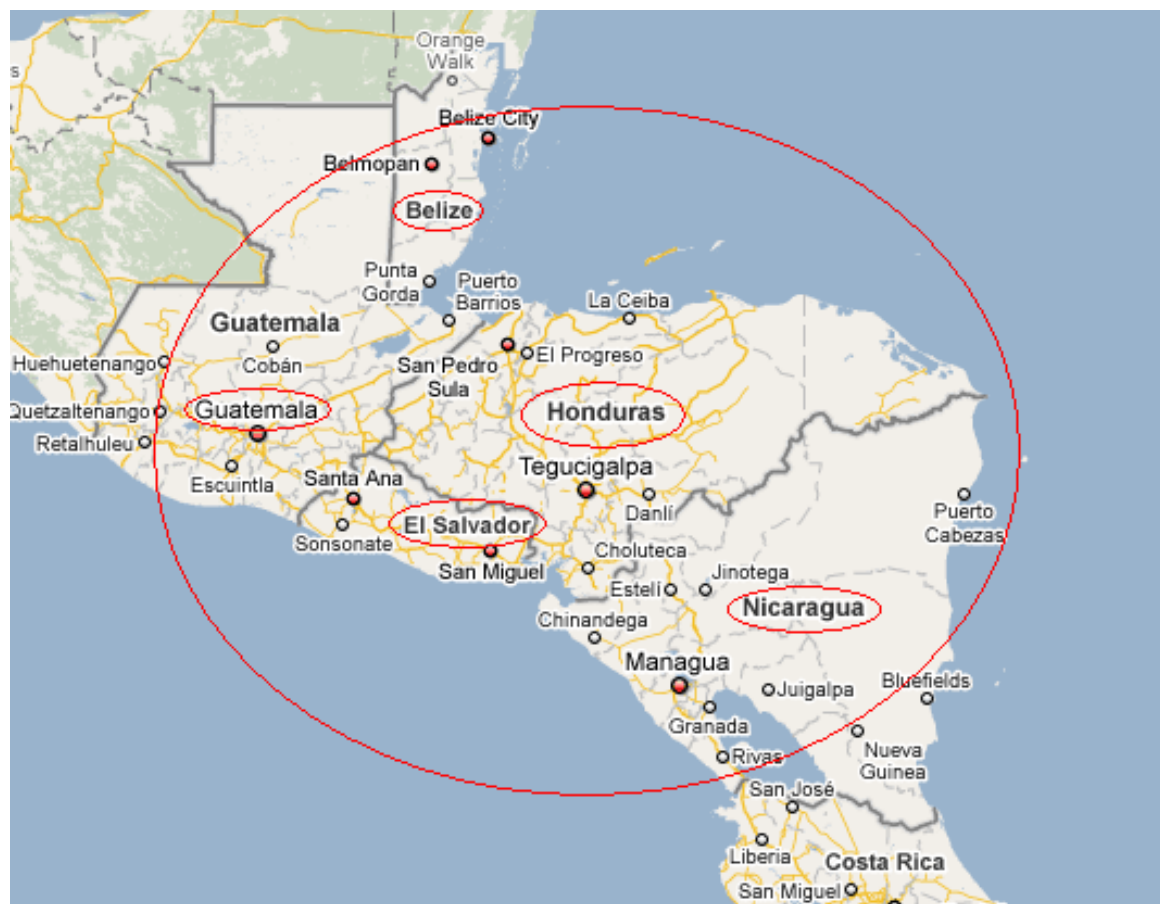 Orange
Walk
s
Belize City
Belmopan
Belize
Punta
Gorda
Puerto
Barrios
La Ceiba
Guatemala
Cobán
San Pedro
Sula
El Progreso
Huehuetenango
Quetzaltenango
Guatemala
Honduras
Retalhuleu
Escuintla
Santa Ana
Tegucigalpa
Danlí
Puerto
Cabezas
El Salvador
Sonsonate
San Miguel
Choluteca
Estelí
Jinotega
Nicaragua
Chinandega
Managua
Juigalpa
Bluefields
Granada
Rivas
Nueva
Guinea
San José
Liberia
Costa Rica
San Miguel